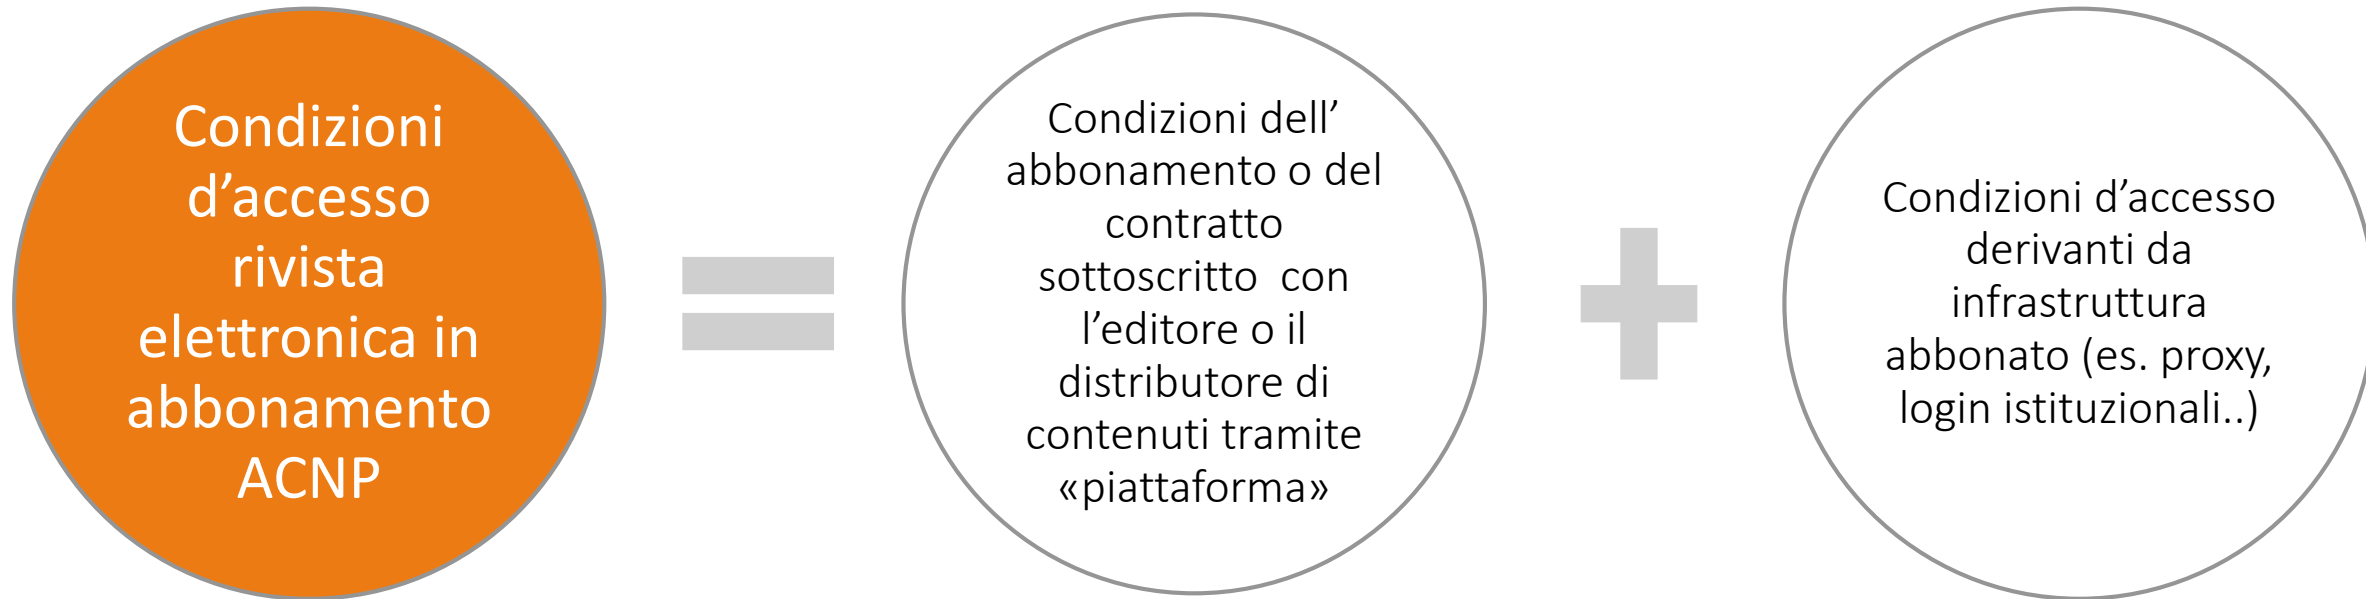 Condizioni
d’accesso
rivista
elettronica in
abbonamento
ACNP
Condizioni dell’
abbonamento o del
contratto
sottoscritto  con
l’editore o il
distributore di
contenuti tramite
«piattaforma»
Condizioni d’accesso
derivanti da
infrastruttura
abbonato (es. proxy,
login istituzionali..)